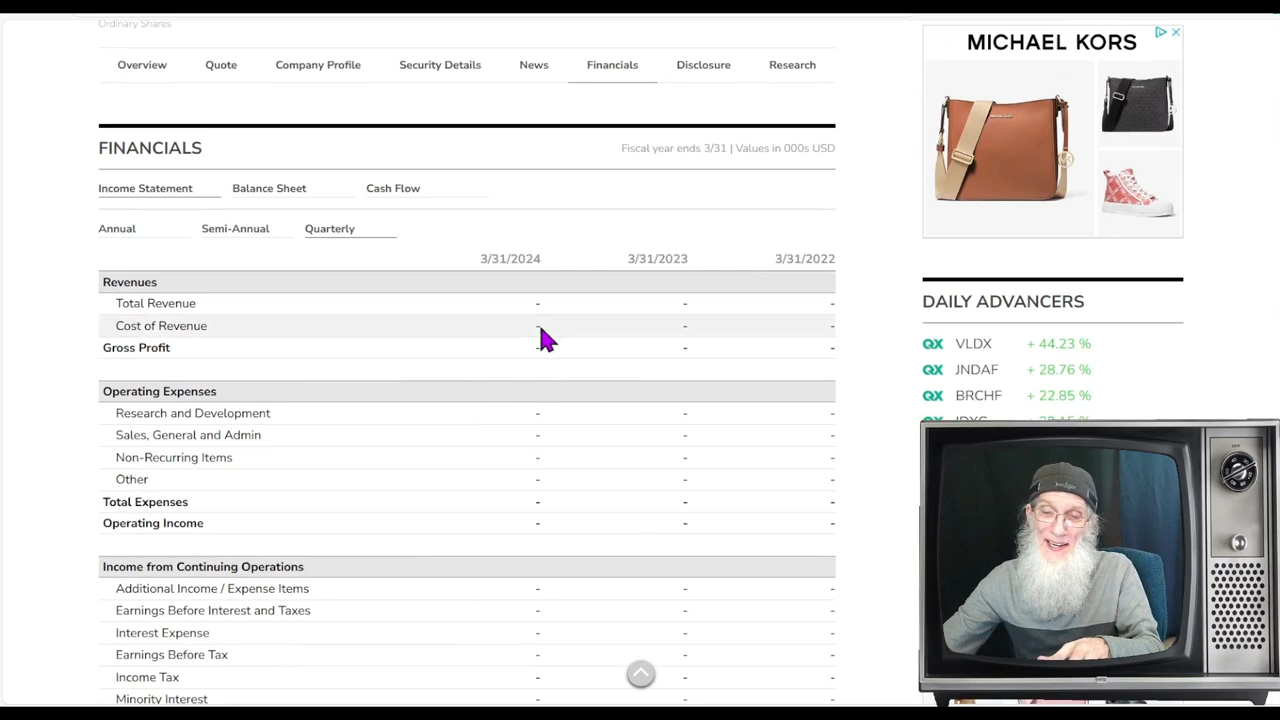 Ordinary Shares
Overview Quote Company Profile Security Details News Financials Disclosure Research
FINANCIALS
Fiscal year ends 3/31 | Values in 000s USD
Income Statement Balance Sheet Cash Flow
Annual Semi-Annual Quarterly
3/31/2024 3/31/2023 3/31/2022
Revenues
Total Revenue - - -
Cost of Revenue - - -
Gross Profit - - -
Operating Expenses
Research and Development - - -
Sales, General and Admin - - -
Non-Recurring Items - - -
Other - - -
Total Expenses - - -
Operating Income - - -
Income from Continuing Operations
Additional Income / Expense Items - - -
Earnings Before Interest and Taxes - - -
Interest Expense - - -
Earnings Before Tax - - -
Income Tax - - -
Minority Interest - - -
MICHAEL KORS
DAILY ADVANCERS
QX VLDX + 44.23 %
QX JNDAF + 28.76 %
QX BRCHF + 22.85 %